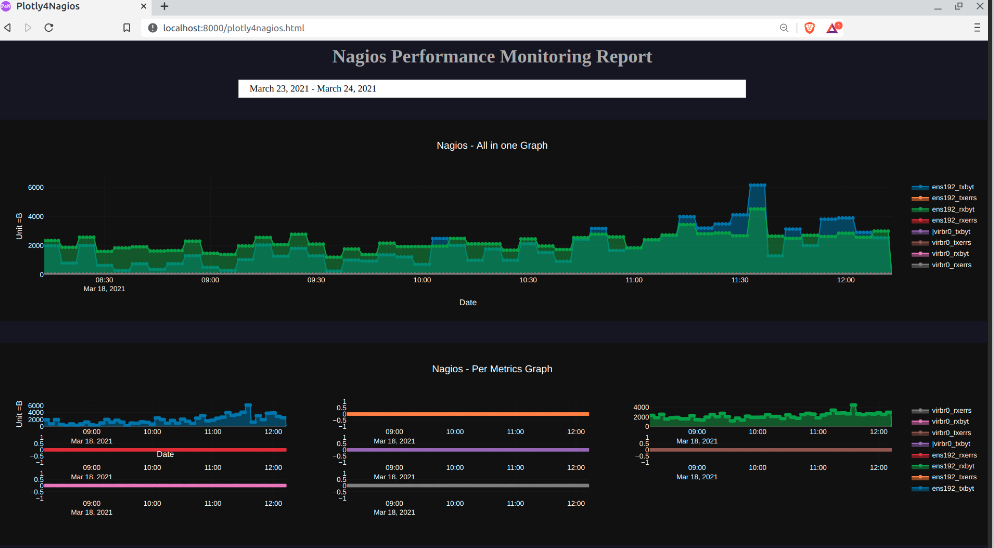 Plotly4Nagios
localhost:8000/plotly4nagios.html
Nagios Performance Monitoring Report
March 23, 2021 - March 24, 2021
Nagios - All in one Graph
Unit =B
6000
4000
2000
0
08:30 09:00 09:30 10:00 10:30 11:00 11:30 12:00
Mar 18, 2021
Date
ens192_txbyt
ens192_txerrs
ens192_rxbyt
ens192_rxerrs
|virbr0_txbyt
virbr0_txerrs
virbr0_rxbyt
virbr0_rxerrs
Nagios - Per Metrics Graph
Unit =B
6000
4000
2000
0
09:00 10:00 11:00 12:00
Mar 18, 2021
Date
1
0.5
0
−0.5
−1
09:00 10:00 11:00 12:00
Mar 18, 2021
4000
2000
0
09:00 10:00 11:00 12:00
Mar 18, 2021
1
0.5
0
−0.5
−1
09:00 10:00 11:00 12:00
Mar 18, 2021
1
0.5
0
−0.5
−1
09:00 10:00 11:00 12:00
Mar 18, 2021
1
0.5
0
−0.5
−1
09:00 10:00 11:00 12:00
Mar 18, 2021
1
0.5
0
−0.5
−1
09:00 10:00 11:00 12:00
Mar 18, 2021
1
0.5
0
−0.5
−1
09:00 10:00 11:00 12:00
Mar 18, 2021
virbr0_rxerrs
virbr0_rxbyt
virbr0_txerrs
|virbr0_txbyt
ens192_rxerrs
ens192_rxbyt
ens192_txerrs
ens192_txbyt